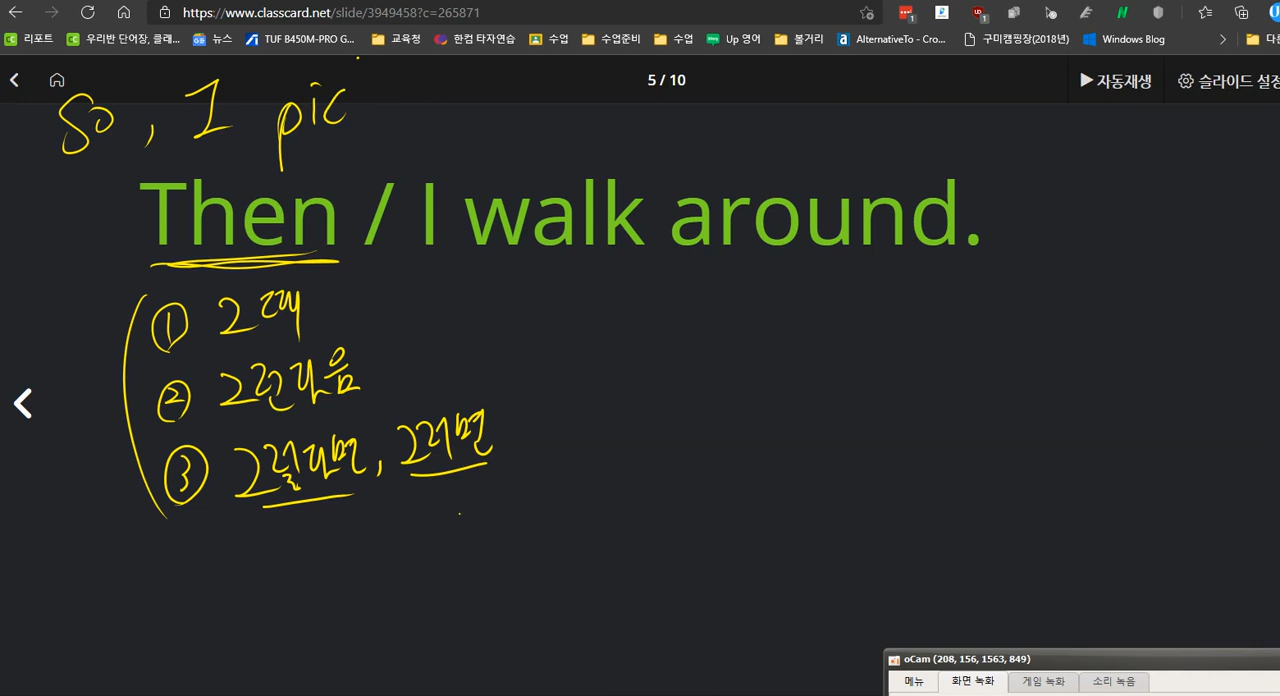 https://www.classcard.net/slide/3949458?c=265871
리포트 우리반 단어장, 클래... 뉴스 TUF B450M-PRO G... 교육청 한컴 타자연습 수업 수업준비 수업 Up 영어 볼거리 AlternativeTo - Cro... 구미캠핑장(2018년) Windows Blog
5 / 10 자동재생 슬라이드 설정
So, I pic
Then / I walk around.
① 그때
② 그런다음
③ 그렇다면, 그러면
oCam (208, 156, 1563, 849)
메뉴 화면 녹화 게임 녹화 소리 녹음